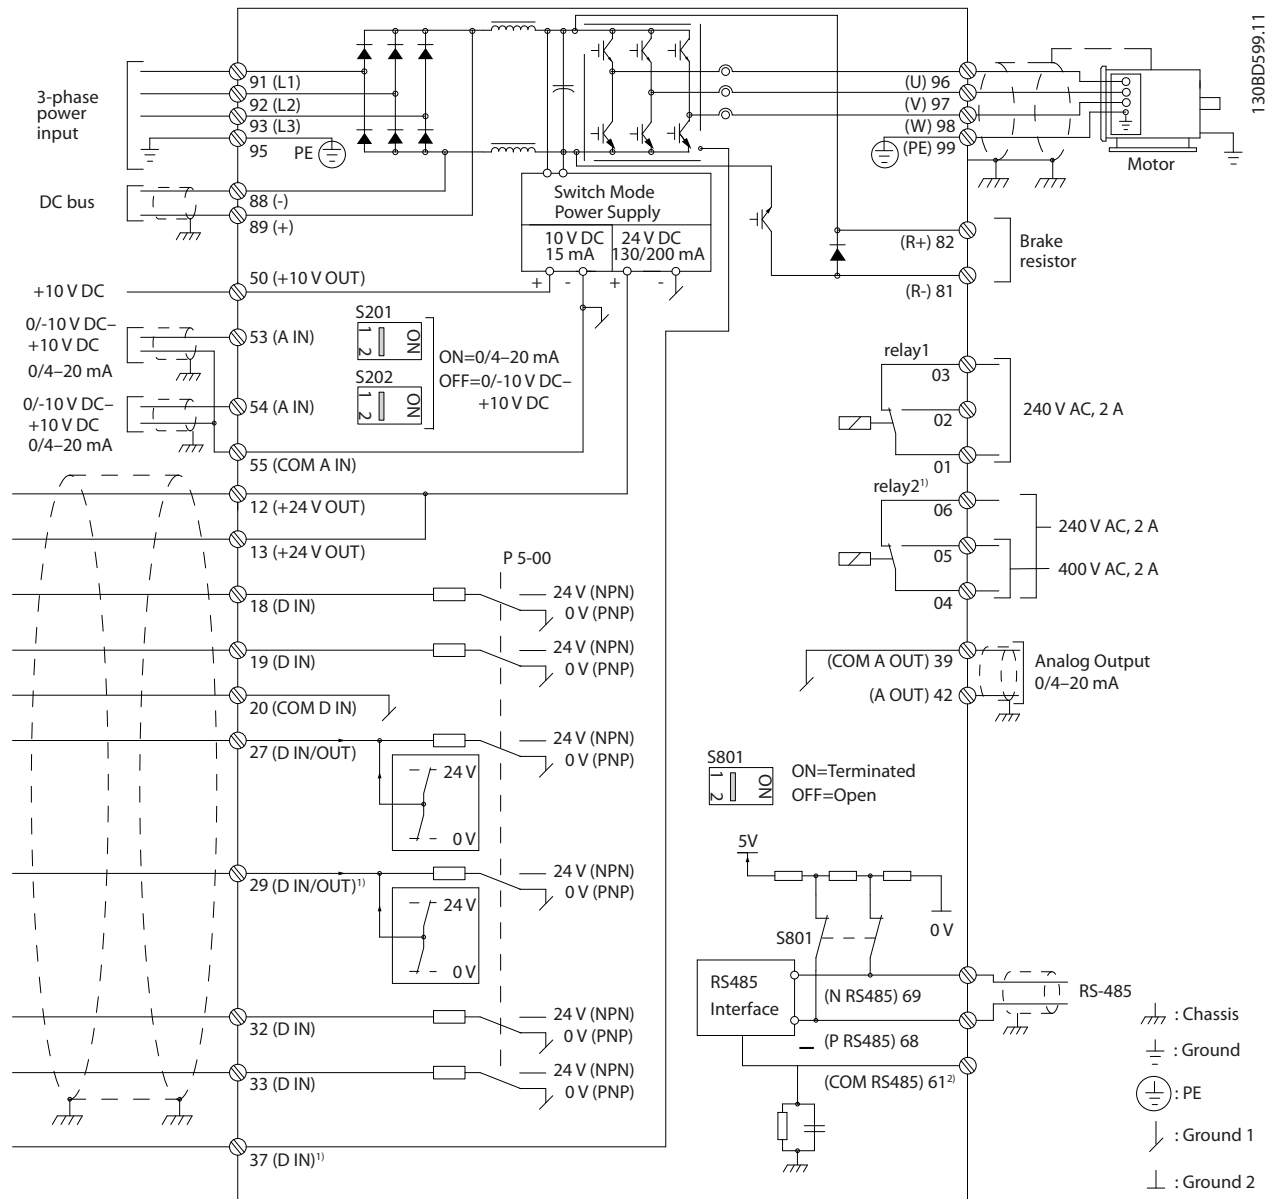 130BD599.11
3-phase
power
input
91 (L1)
92 (L2)
93 (L3)
95
PE
DC bus
88 (-)
89 (+)
Switch Mode
Power Supply
10 V DC
15 mA
24 V DC
130/200 mA
+
-
+
-
(U) 96
(V) 97
(W) 98
(PE) 99
Motor
(R+) 82
(R-) 81
Brake
resistor
+10 V DC
50 (+10 V OUT)
0/-10 V DC–
+10 V DC
0/4–20 mA
53 (A IN)
0/-10 V DC–
+10 V DC
0/4–20 mA
54 (A IN)
55 (COM A IN)
S201
1
2
ON
S202
1
2
ON
ON=0/4–20 mA
OFF=0/-10 V DC–
+10 V DC
relay1
03
02
01
240 V AC, 2 A
relay2¹⁾
06
05
04
240 V AC, 2 A
400 V AC, 2 A
12 (+24 V OUT)
13 (+24 V OUT)
P 5-00
18 (D IN)
24 V (NPN)
0 V (PNP)
19 (D IN)
24 V (NPN)
0 V (PNP)
20 (COM D IN)
27 (D IN/OUT)
24 V (NPN)
0 V (PNP)
24 V
0 V
29 (D IN/OUT)¹⁾
24 V (NPN)
0 V (PNP)
24 V
0 V
32 (D IN)
24 V (NPN)
0 V (PNP)
33 (D IN)
24 V (NPN)
0 V (PNP)
37 (D IN)¹⁾
(COM A OUT) 39
(A OUT) 42
Analog Output
0/4–20 mA
S801
1
2
ON
ON=Terminated
OFF=Open
5V
0 V
S801
RS485
Interface
(N RS485) 69
(P RS485) 68
(COM RS485) 61²⁾
RS-485
: Chassis
: Ground
: PE
: Ground 1
: Ground 2